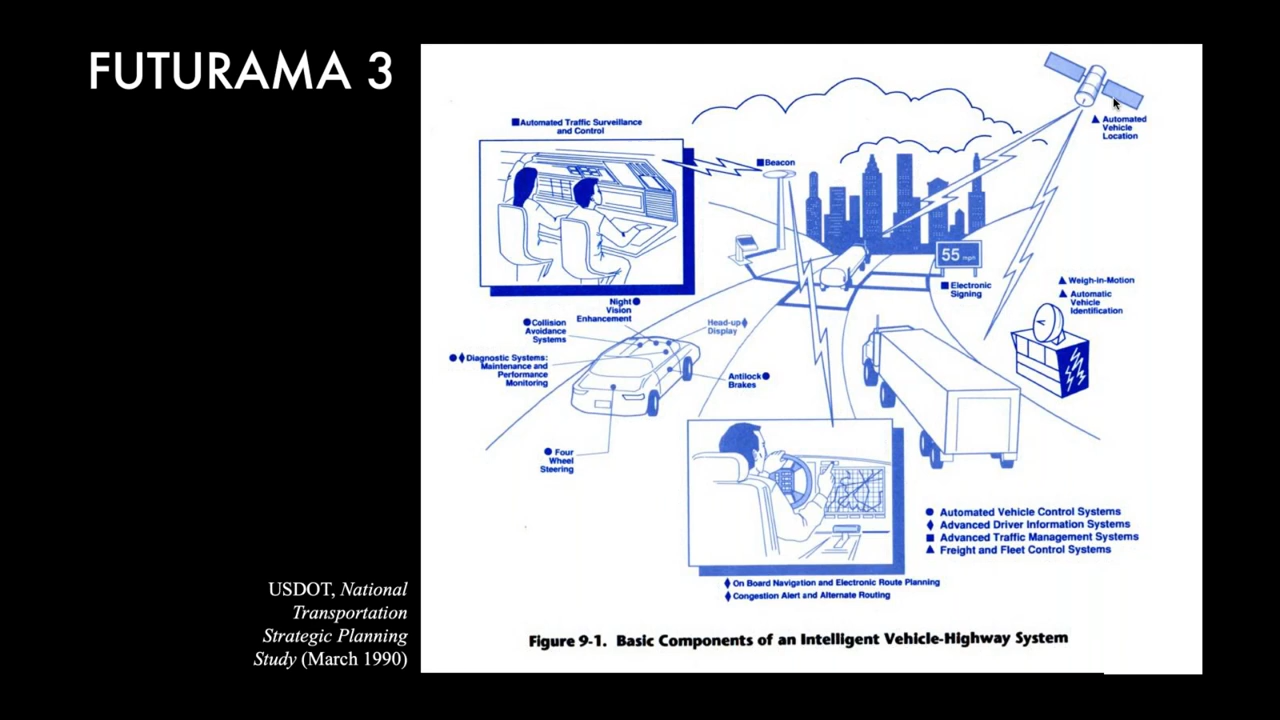 FUTURAMA 3
Automated Traffic Surveillance
and Control
Beacon
Automated
Vehicle
Location
55 mph
Electronic
Signing
Weigh-in-Motion
Automatic
Vehicle
Identification
Night
Vision
Enhancement
Collision
Avoidance
Systems
Head-up
Display
Diagnostic Systems:
Maintenance and
Performance
Monitoring
Antilock
Brakes
Four
Wheel
Steering
Automated Vehicle Control Systems
Advanced Driver Information Systems
Advanced Traffic Management Systems
Freight and Fleet Control Systems
On Board Navigation and Electronic Route Planning
Congestion Alert and Alternate Routing
Figure 9-1. Basic Components of an Intelligent Vehicle-Highway System
USDOT, National
Transportation
Strategic Planning
Study (March 1990)